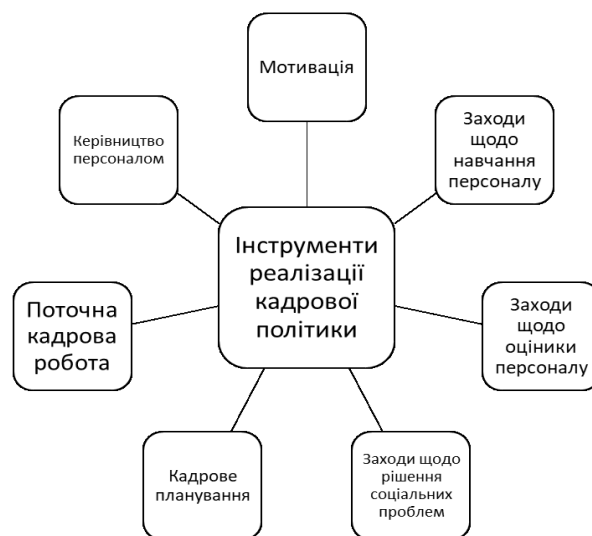 Мотивація
Керівництво
персоналом
Заходи
щодо
навчання
персоналу
Інструменти
реалізації
кадрової
політики
Поточна
кадрова
робота
Заходи
щодо
оціники
персоналу
Кадрове
планування
Заходи щодо
рішення
соціальних
проблем